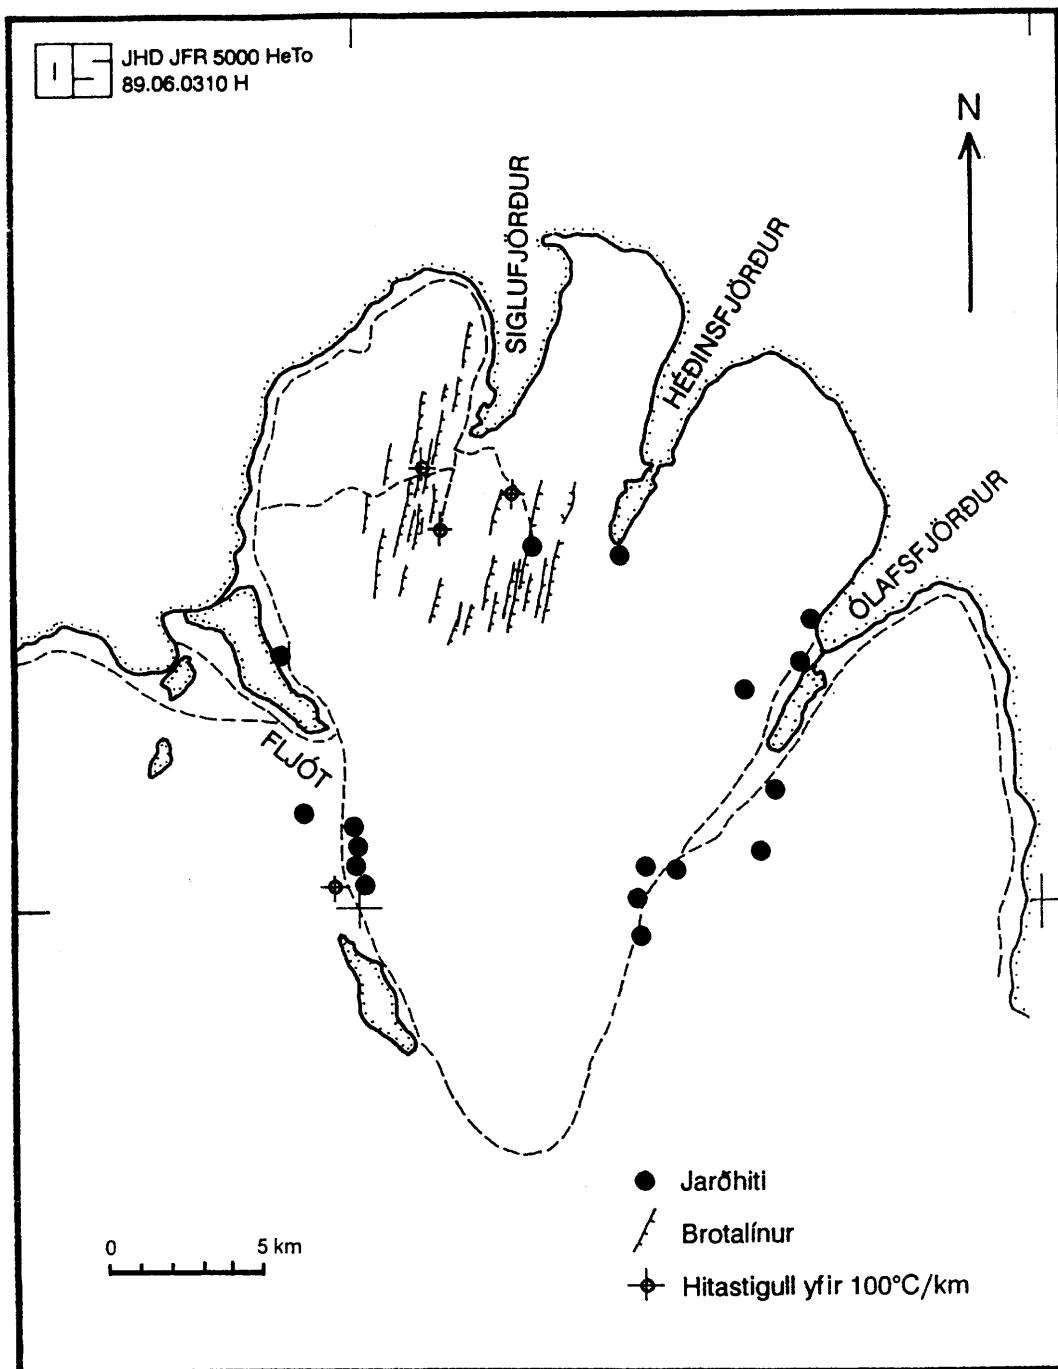 OS
JHD JFR 5000 HeTo
89.06.0310 H
N
SIGLUFJÖRÐUR
HÉÐINSFJÖRÐUR
ÓLAFSFJÖRÐUR
FLJÓT
Jarðhiti
Brotalínur
Hitastigull yfir 100°C/km
0 5 km